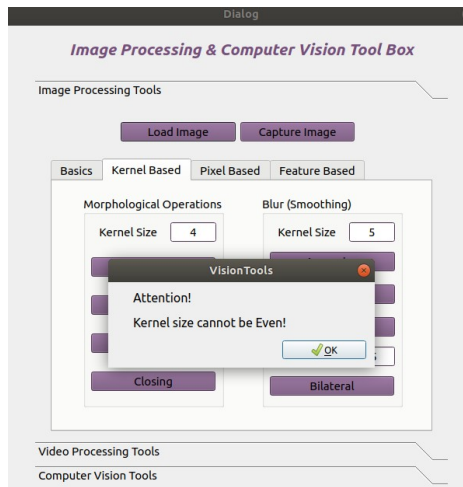 Dialog
Image Processing & Computer Vision Tool Box
Image Processing Tools
Load Image Capture Image
Basics Kernel Based Pixel Based Feature Based
Morphological Operations Blur (Smoothing)
Kernel Size 4 Kernel Size 5
VisionTools
Attention!
Kernel size cannot be Even!
OK
Closing Bilateral
Video Processing Tools
Computer Vision Tools